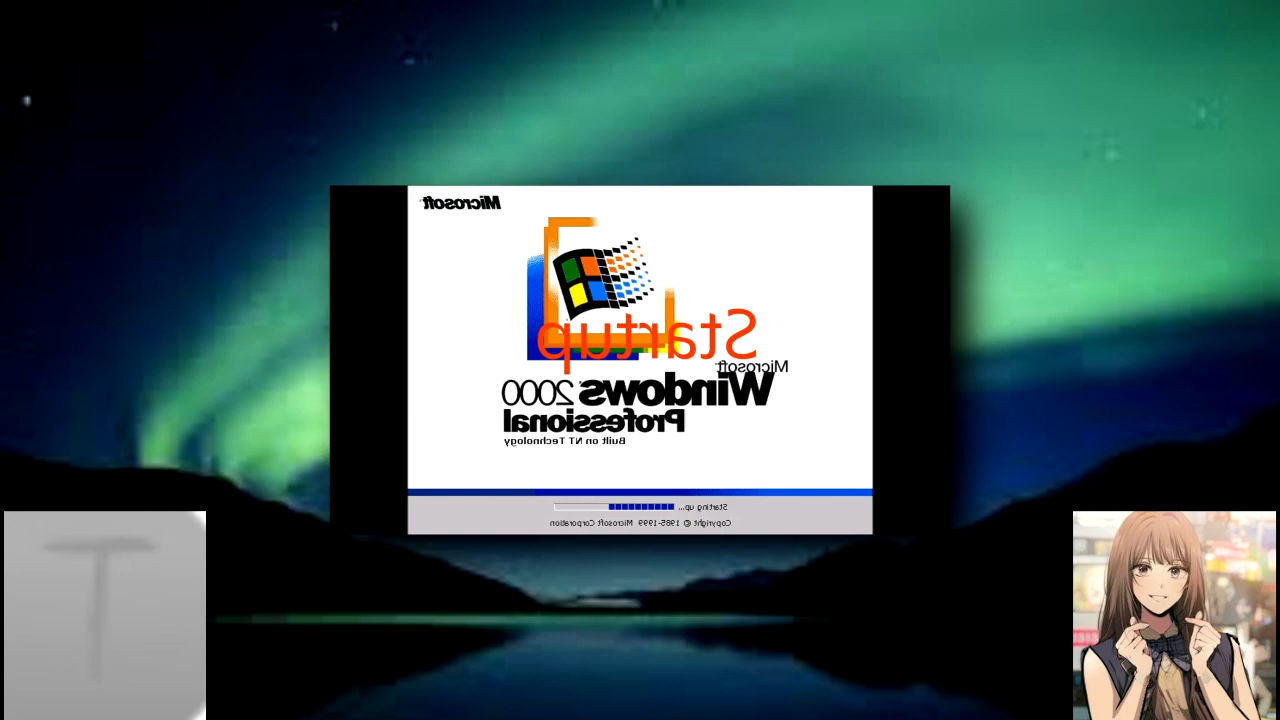 Microsoft
Startup
Microsoft
Windows 2000
Professional
Built on NT Technology
Starting up...
Copyright © 1985-1999 Microsoft Corporation
T